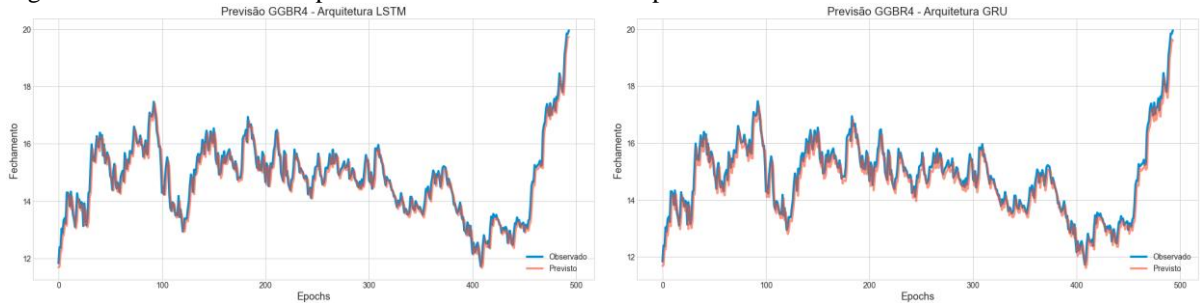 Previsão GGBR4 - Arquitetura LSTM
Fechamento
20
18
16
14
12
0
100
200
300
400
500
Epochs
Observado
Previsto
Previsão GGBR4 - Arquitetura GRU
Fechamento
20
18
16
14
12
0
100
200
300
400
500
Epochs
Observado
Previsto